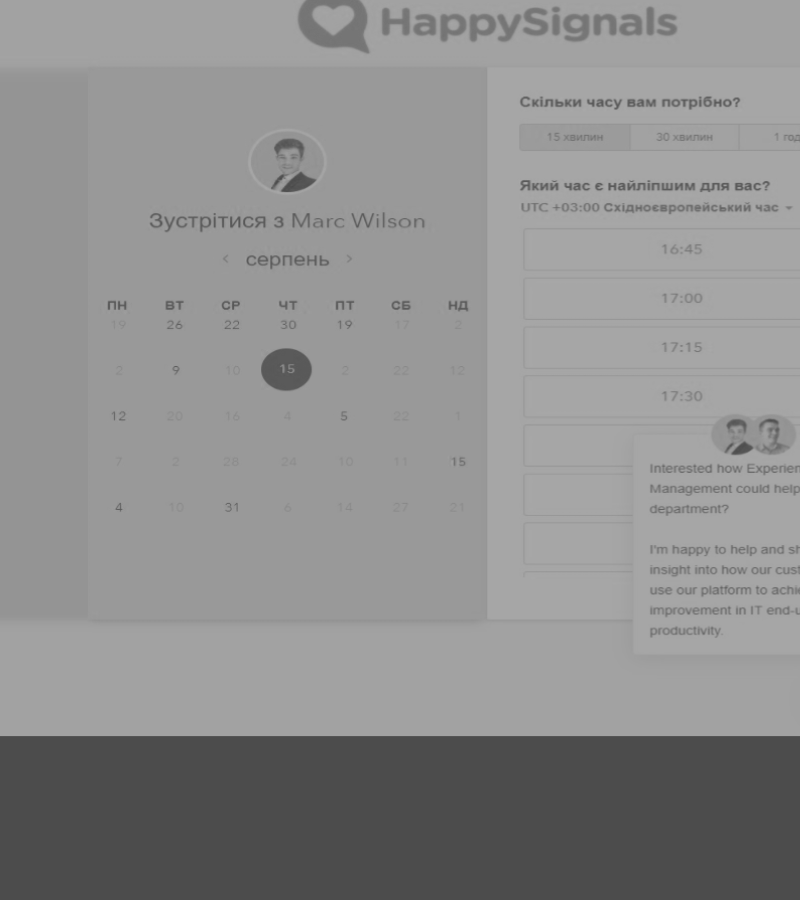 HappySignals
Зустрітися з Marc Wilson
серпень
ПН ВТ СР ЧТ ПТ СБ НД
19 26 22 30 19 17 2
2 9 10 15 2 22 12
12 20 16 4 5 22 1
7 2 28 24 10 11 15
4 10 31 6 14 27 21
Скільки часу вам потрібно?
15 хвилин 30 хвилин 1 год
Який час є найліпшим для вас?
UTC +03:00 Східноєвропейський час
16:45
17:00
17:15
17:30
Interested how Experien
Management could help
department?
I'm happy to help and sh
insight into how our cust
use our platform to achie
improvement in IT end-u
productivity.